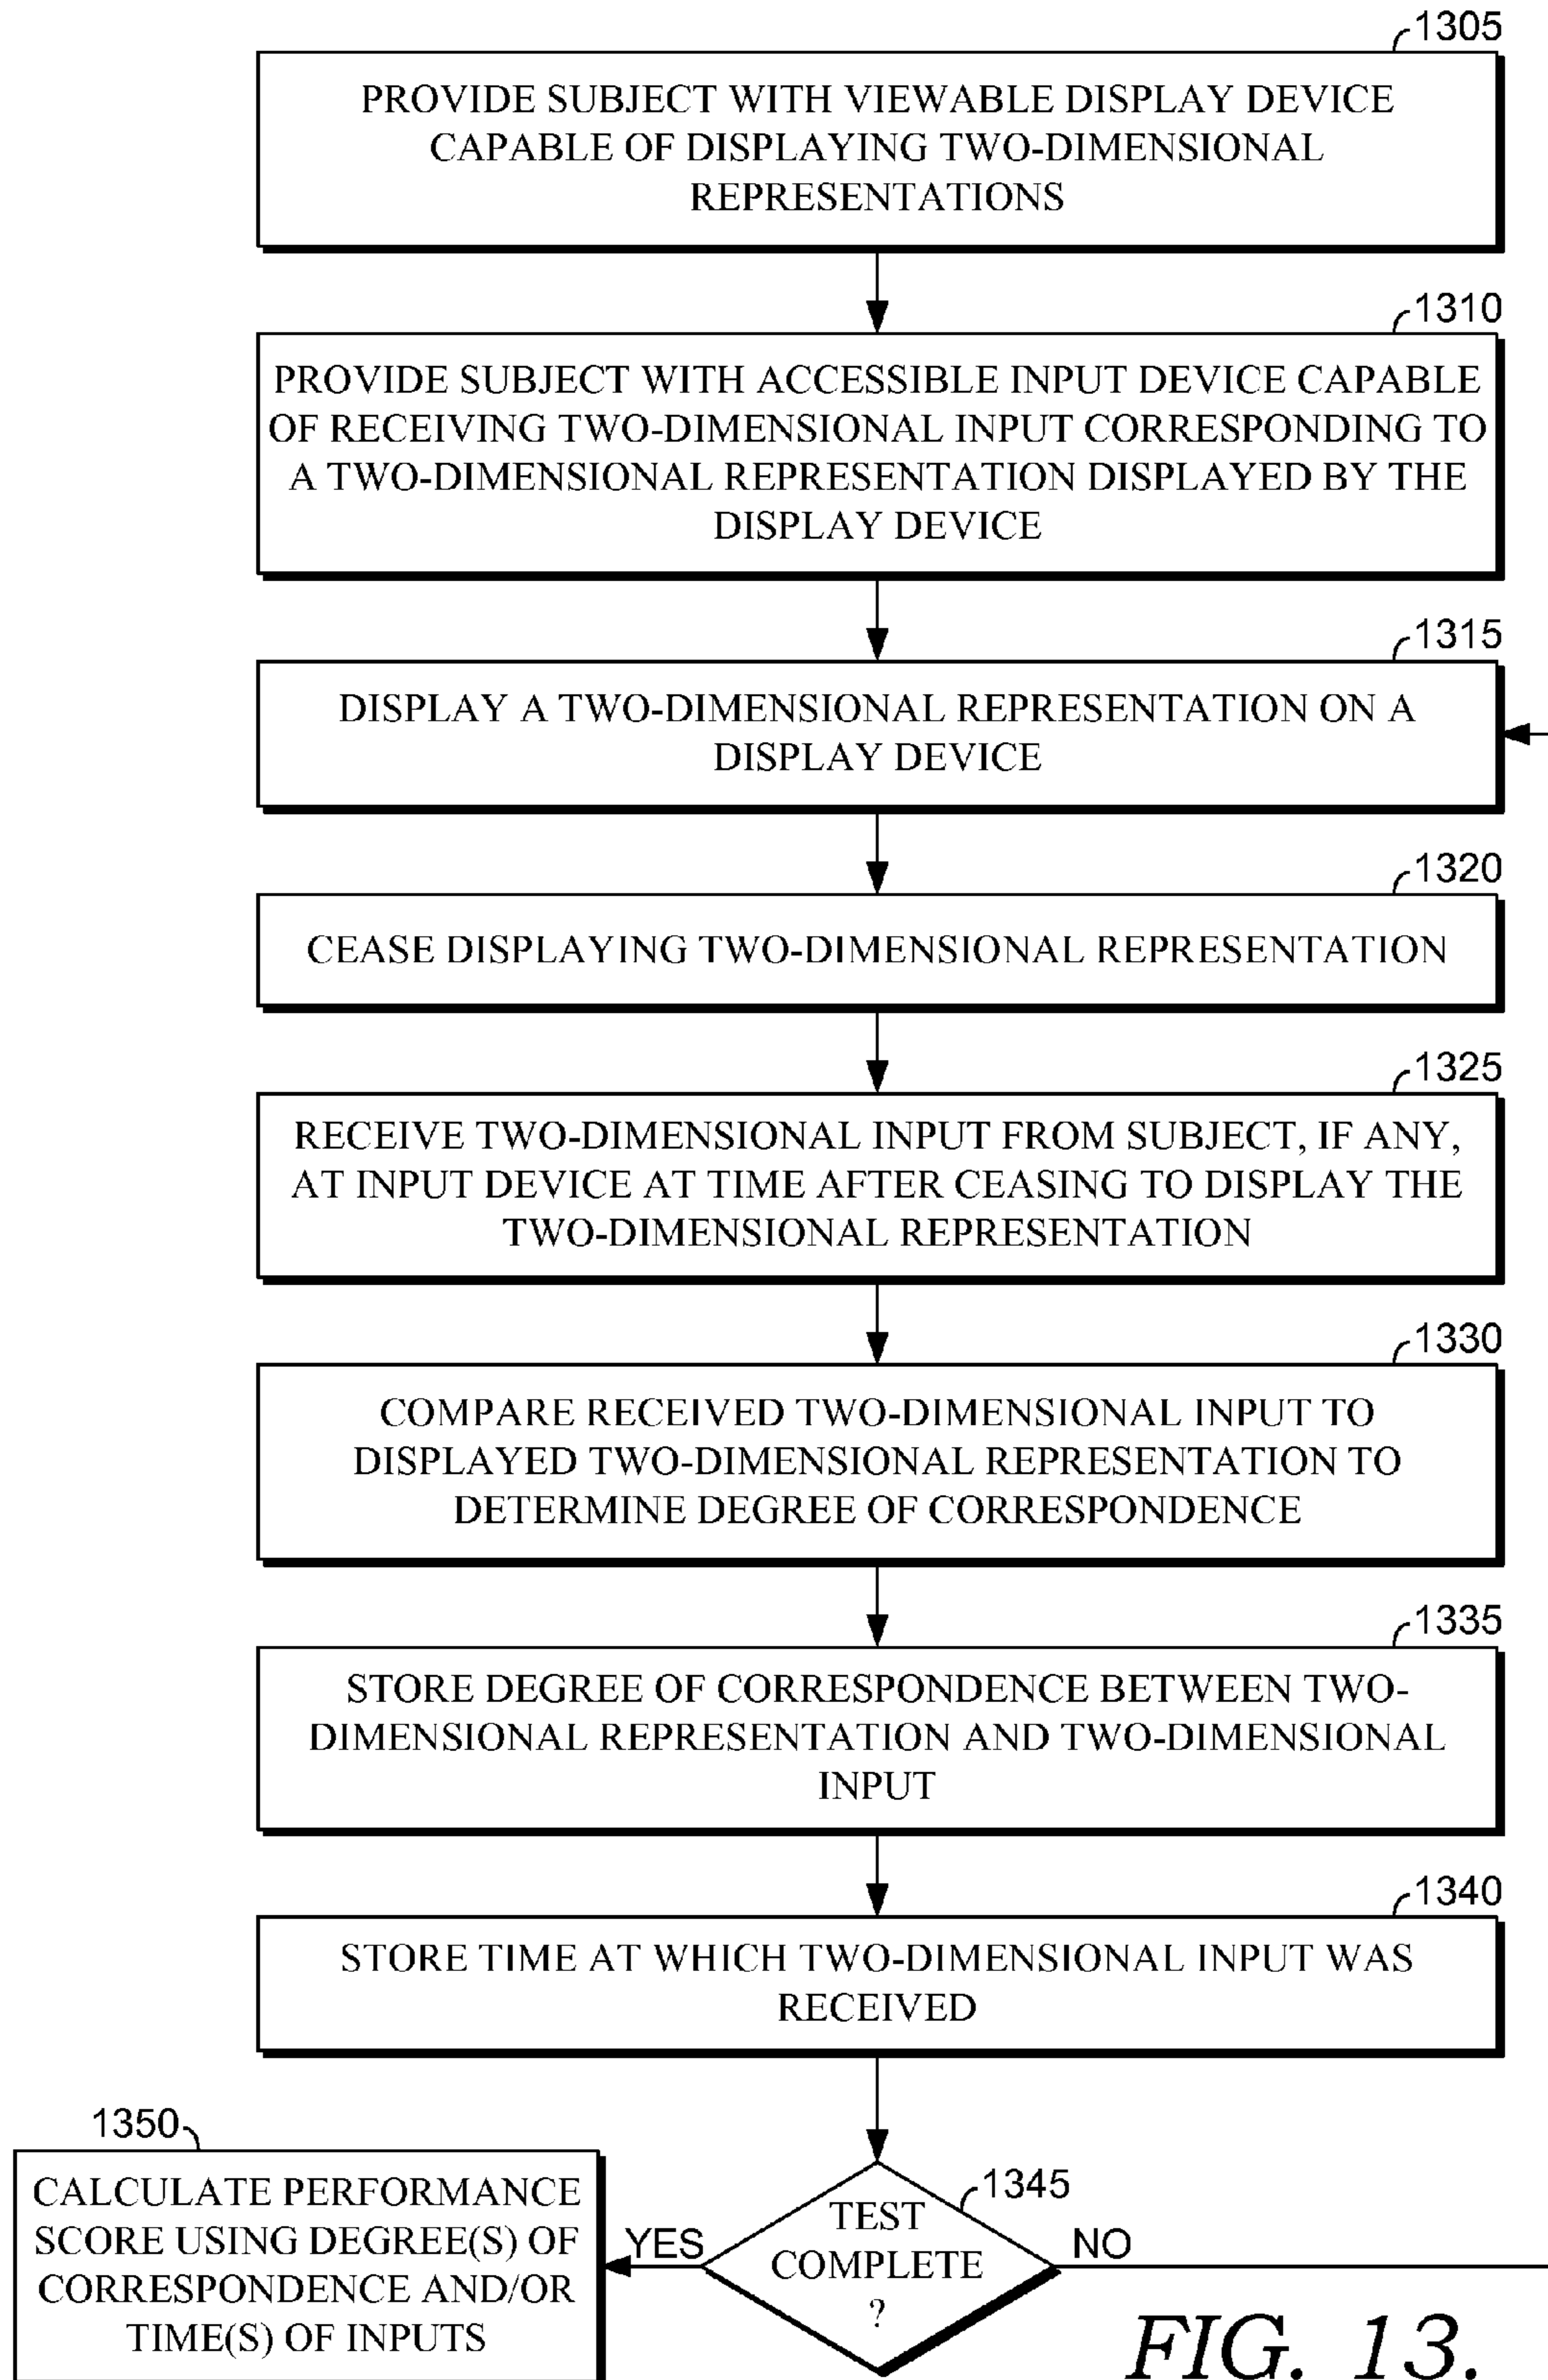 1305
PROVIDE SUBJECT WITH VIEWABLE DISPLAY DEVICE
CAPABLE OF DISPLAYING TWO-DIMENSIONAL
REPRESENTATIONS
1310
PROVIDE SUBJECT WITH ACCESSIBLE INPUT DEVICE CAPABLE
OF RECEIVING TWO-DIMENSIONAL INPUT CORRESPONDING TO
A TWO-DIMENSIONAL REPRESENTATION DISPLAYED BY THE
DISPLAY DEVICE
1315
DISPLAY A TWO-DIMENSIONAL REPRESENTATION ON A
DISPLAY DEVICE
1320
CEASE DISPLAYING TWO-DIMENSIONAL REPRESENTATION
1325
RECEIVE TWO-DIMENSIONAL INPUT FROM SUBJECT, IF ANY,
AT INPUT DEVICE AT TIME AFTER CEASING TO DISPLAY THE
TWO-DIMENSIONAL REPRESENTATION
1330
COMPARE RECEIVED TWO-DIMENSIONAL INPUT TO
DISPLAYED TWO-DIMENSIONAL REPRESENTATION TO
DETERMINE DEGREE OF CORRESPONDENCE
1335
STORE DEGREE OF CORRESPONDENCE BETWEEN TWO-
DIMENSIONAL REPRESENTATION AND TWO-DIMENSIONAL
INPUT
1340
STORE TIME AT WHICH TWO-DIMENSIONAL INPUT WAS
RECEIVED
1345
TEST
COMPLETE
?
YES
NO
1350
CALCULATE PERFORMANCE
SCORE USING DEGREE(S) OF
CORRESPONDENCE AND/OR
TIME(S) OF INPUTS
FIG. 13.